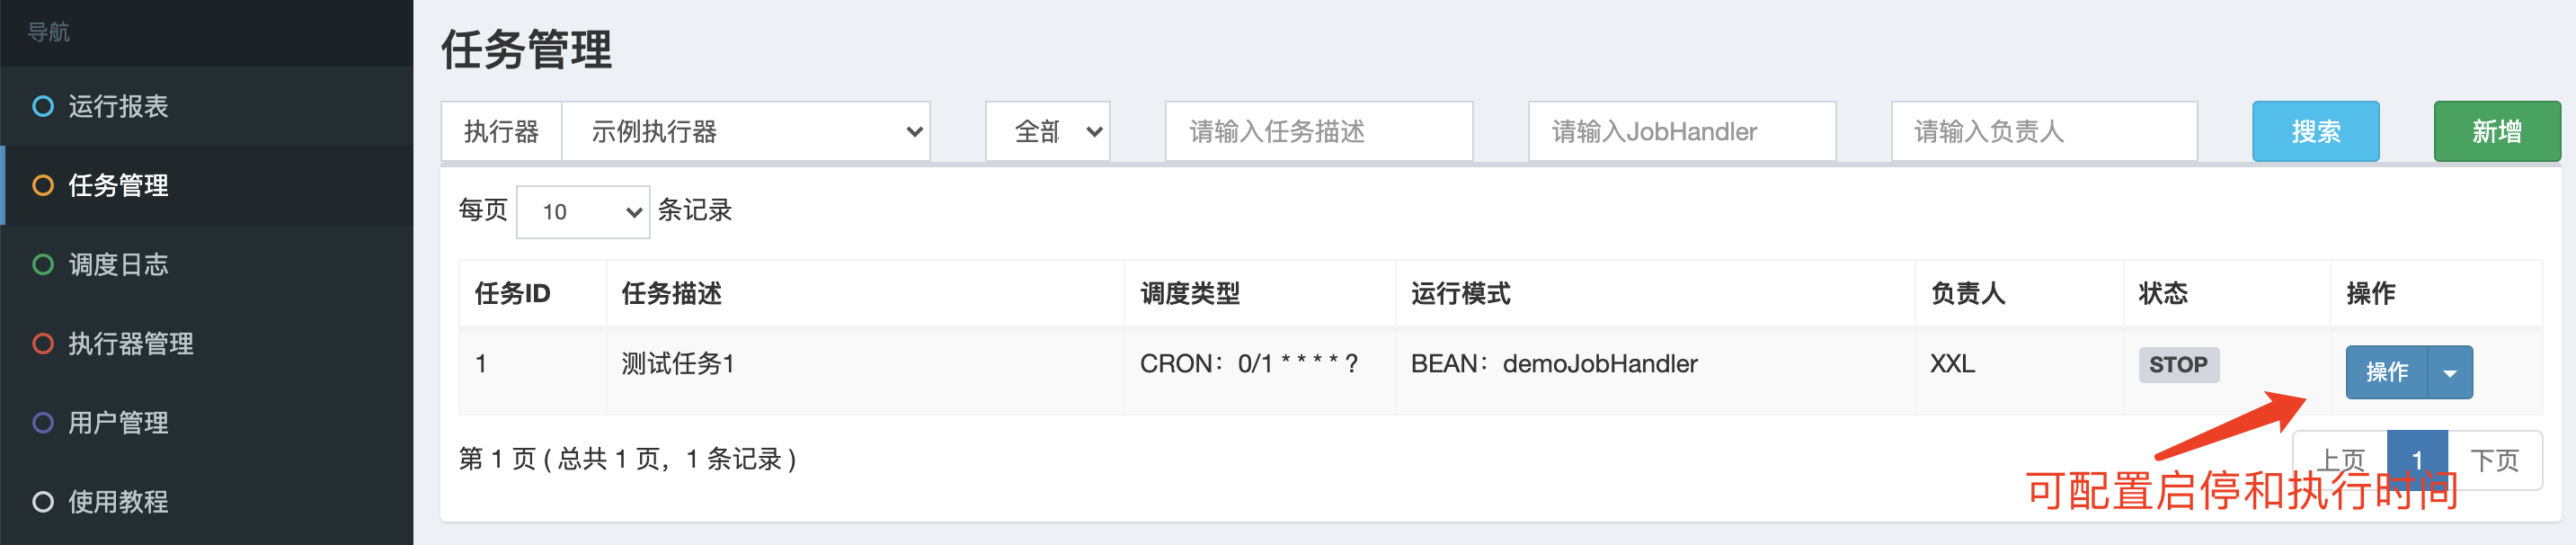 导航
运行报表
任务管理
调度日志
执行器管理
用户管理
使用教程
任务管理
执行器 示例执行器 全部 请输入任务描述 请输入JobHandler 请输入负责人 搜索 新增
每页 10 条记录
任务ID 任务描述 调度类型 运行模式 负责人 状态 操作
1 测试任务1 CRON：0/1 * * * * ? BEAN：demoJobHandler XXL STOP 操作
第 1 页 ( 总共 1 页，1 条记录 ) 上页 1 下页
可配置启停和执行时间